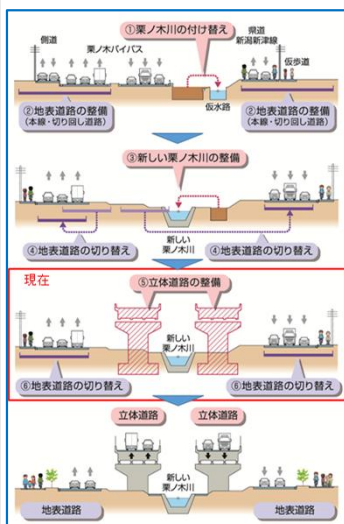 ①栗ノ木川の付け替え
側道
栗ノ木バイパス
県道
新潟新津線
仮歩道
仮水路
②地表道路の整備
(本線・切り回し道路)
②地表道路の整備
(本線・切り回し道路)
③新しい栗ノ木川の整備
④地表道路の切り替え
新しい
栗ノ木川
④地表道路の切り替え
現在
⑤立体道路の整備
新しい
栗ノ木川
⑥地表道路の切り替え
⑥地表道路の切り替え
立体道路
立体道路
新しい
栗ノ木川
地表道路
地表道路